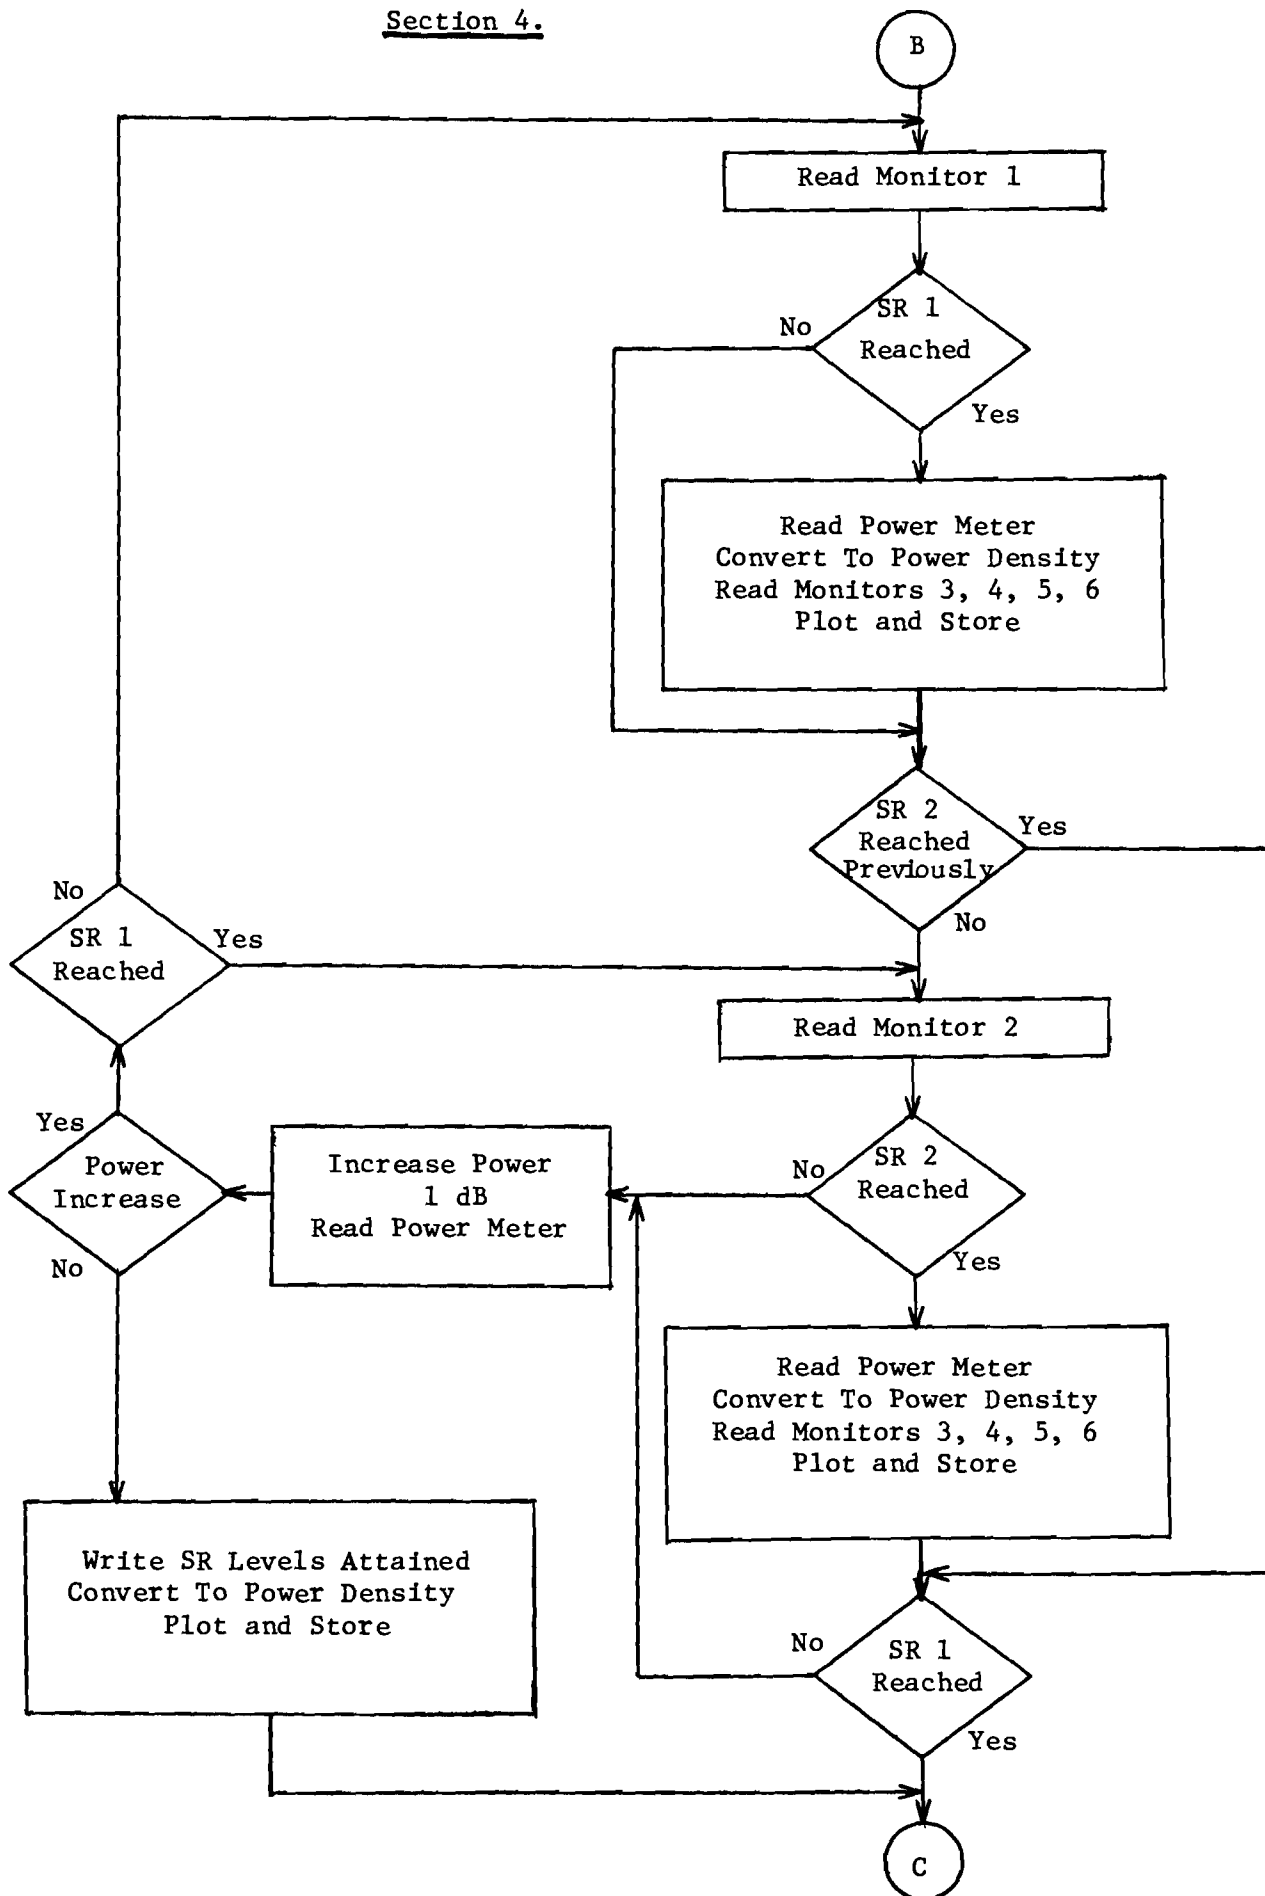 Section 4.
B
Read Monitor 1
SR 1
Reached
No
Yes
Read Power Meter
Convert To Power Density
Read Monitors 3, 4, 5, 6
Plot and Store
SR 2
Reached
Previously
Yes
No
No
SR 1
Reached
Yes
Read Monitor 2
Yes
Power
Increase
No
Increase Power
1 dB
Read Power Meter
No
SR 2
Reached
Yes
Read Power Meter
Convert To Power Density
Read Monitors 3, 4, 5, 6
Plot and Store
Write SR Levels Attained
Convert To Power Density
Plot and Store
No
SR 1
Reached
Yes
C